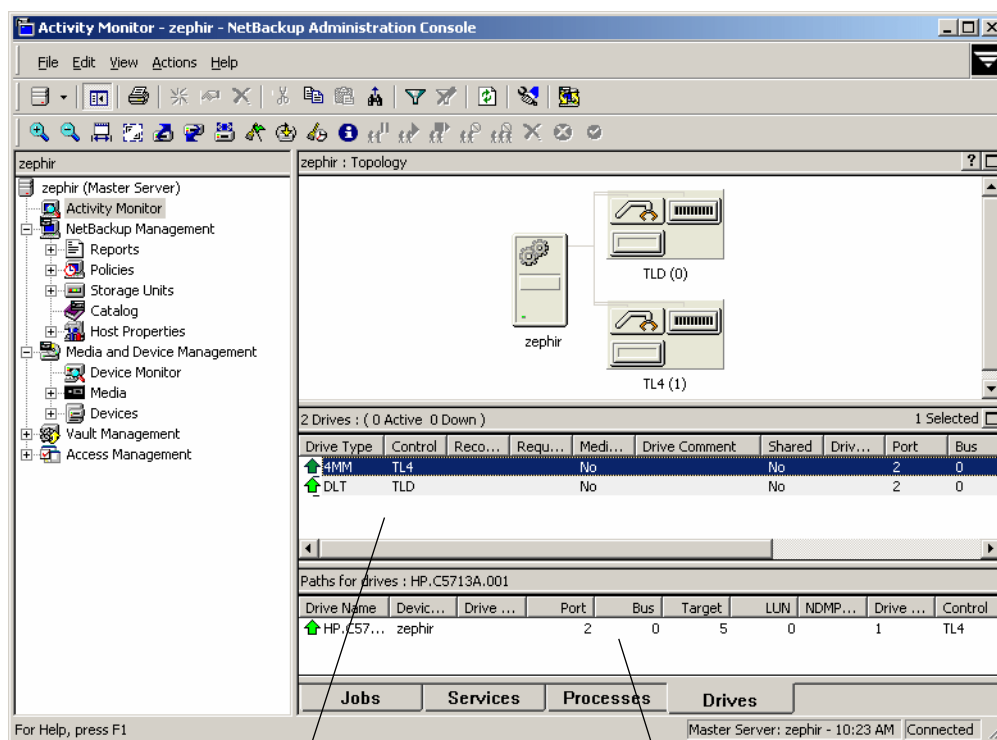 Activity Monitor - zephir - NetBackup Administration Console
File Edit View Actions Help
zephir
zephir : Topology
zephir (Master Server)
Activity Monitor
NetBackup Management
Reports
Policies
Storage Units
Catalog
Host Properties
Media and Device Management
Device Monitor
Media
Devices
Vault Management
Access Management
TLD (0)
zephir
TL4 (1)
2 Drives : ( 0 Active 0 Down ) 1 Selected
Drive Type Control Reco... Requ... Medi... Drive Comment Shared Driv... Port Bus
4MM TL4 No No 2 0
DLT TLD No No 2 0
Paths for drives : HP.C5713A.001
Drive Name Devic... Drive ... Port Bus Target LUN NDMP... Drive ... Control
HP.C57... zephir 2 0 5 0 1 TL4
Jobs Services Processes Drives
For Help, press F1 Master Server: zephir - 10:23 AM Connected